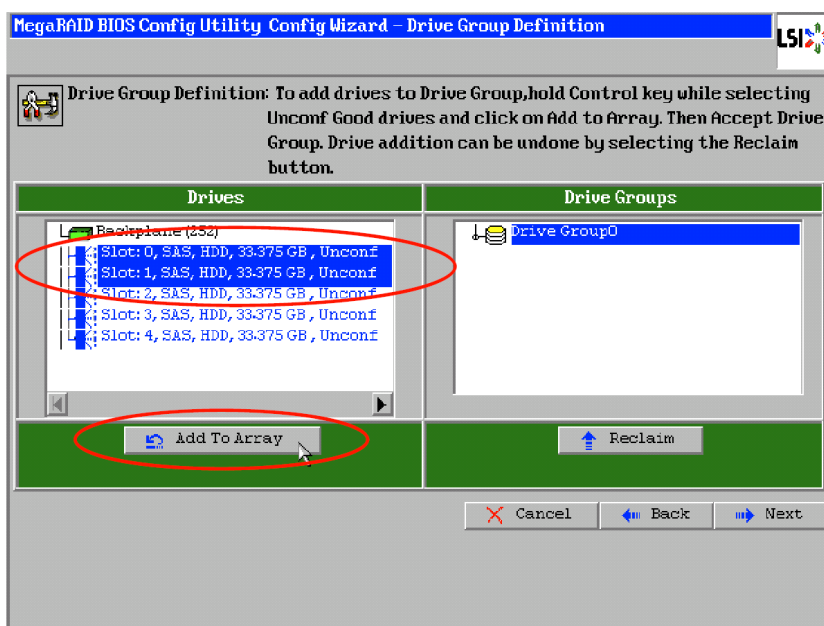 MegaRAID BIOS Config Utility Config Wizard – Drive Group Definition
LSI
Drive Group Definition: To add drives to Drive Group,hold Control key while selecting
Unconf Good drives and click on Add to Array. Then Accept Drive
Group. Drive addition can be undone by selecting the Reclaim
button.
Drives
Backplane (252)
Slot: 0, SAS, HDD, 33.375 GB , Unconf
Slot: 1, SAS, HDD, 33.375 GB , Unconf
Slot: 2, SAS, HDD, 33.375 GB , Unconf
Slot: 3, SAS, HDD, 33.375 GB , Unconf
Slot: 4, SAS, HDD, 33.375 GB , Unconf
Add To Array
Drive Groups
Drive Group0
Reclaim
Cancel
Back
Next